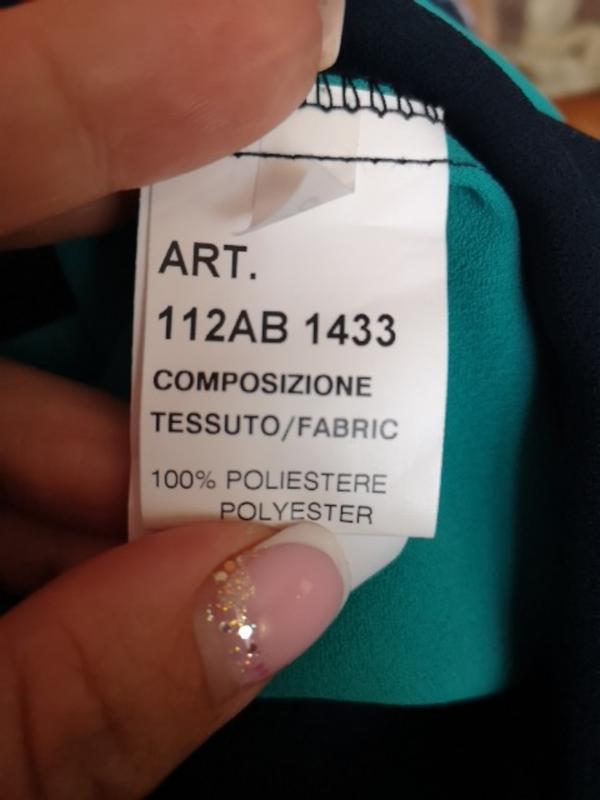 ART.
112AB 1433
COMPOSIZIONE
TESSUTO/FABRIC
100% POLIESTERE
POLYESTER